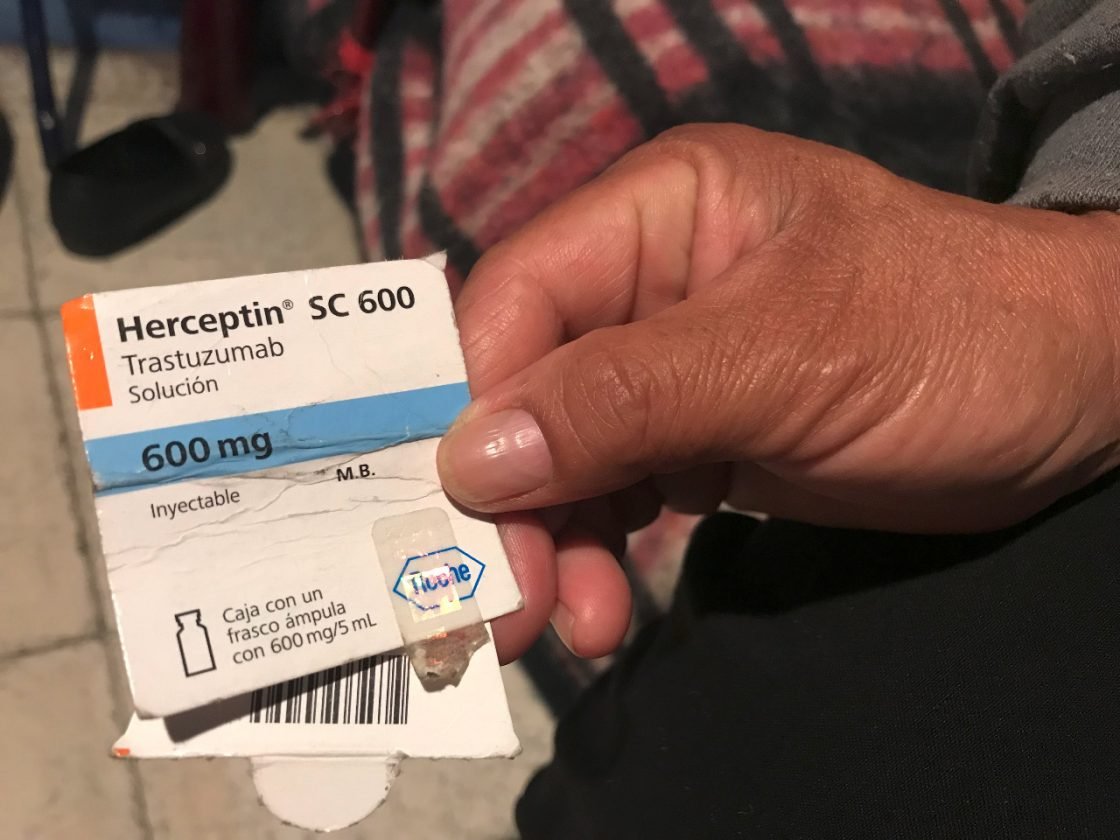 Herceptin® SC 600
Trastuzumab
Solución
600 mg
M.B.
Inyectable
Roche
Caja con un
frasco ámpula
con 600 mg/5 mL